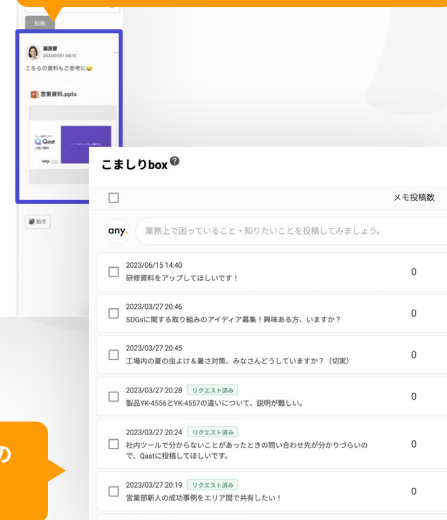 投稿
藤原愛
2022/07/01 08:13
こちらの資料もご参考に😄
営業資料.pptx
Qast
any.
拍手
こましりbox ?
メモ投稿数
any. 業務上で困っていること・知りたいことを投稿してみましょう。
2023/06/15 14:40
研修資料をアップしてほしいです！
0
2023/03/27 20:46
SDGsに関する取り組みのアイディア募集！興味ある方、いますか？
0
2023/03/27 20:45
工場内の夏の虫よけ＆暑さ対策、みなさんどうしていますか？（切実）
0
2023/03/27 20:28 リクエスト済み
製品YK-4556とYK-4557の違いについて、説明が難しい。
0
2023/03/27 20:24 リクエスト済み
社内ツールで分からないことがあったときの問い合わせ先が分かりづらいの
で、Qastに投稿してほしいです。
0
の
2023/03/27 20:19 リクエスト済み
営業部新人の成功事例をエリア間で共有したい！
0